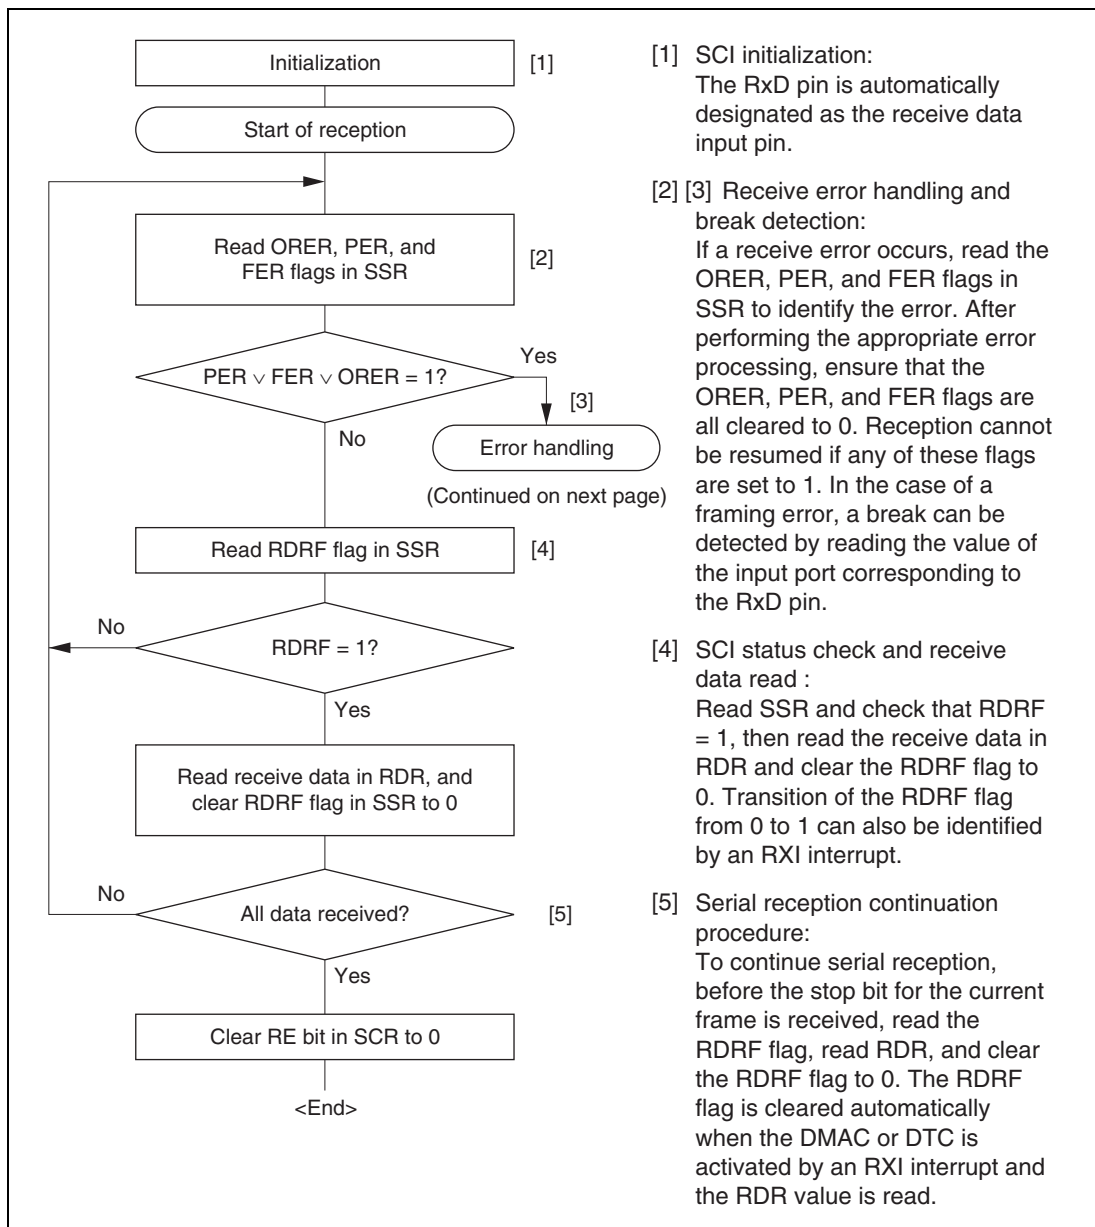 Initialization
[1]
Start of reception
Read ORER, PER, and
FER flags in SSR
[2]
PER ∨ FER ∨ ORER = 1?
Yes
[3]
No
Error handling
(Continued on next page)
Read RDRF flag in SSR
[4]
No
RDRF = 1?
Yes
Read receive data in RDR, and
clear RDRF flag in SSR to 0
No
All data received?
[5]
Yes
Clear RE bit in SCR to 0
<End>
[1] SCI initialization:
The RxD pin is automatically
designated as the receive data
input pin.
[2] [3] Receive error handling and
break detection:
If a receive error occurs, read the
ORER, PER, and FER flags in
SSR to identify the error. After
performing the appropriate error
processing, ensure that the
ORER, PER, and FER flags are
all cleared to 0. Reception cannot
be resumed if any of these flags
are set to 1. In the case of a
framing error, a break can be
detected by reading the value of
the input port corresponding to
the RxD pin.
[4] SCI status check and receive
data read :
Read SSR and check that RDRF
= 1, then read the receive data in
RDR and clear the RDRF flag to
0. Transition of the RDRF flag
from 0 to 1 can also be identified
by an RXI interrupt.
[5] Serial reception continuation
procedure:
To continue serial reception,
before the stop bit for the current
frame is received, read the
RDRF flag, read RDR, and clear
the RDRF flag to 0. The RDRF
flag is cleared automatically
when the DMAC or DTC is
activated by an RXI interrupt and
the RDR value is read.